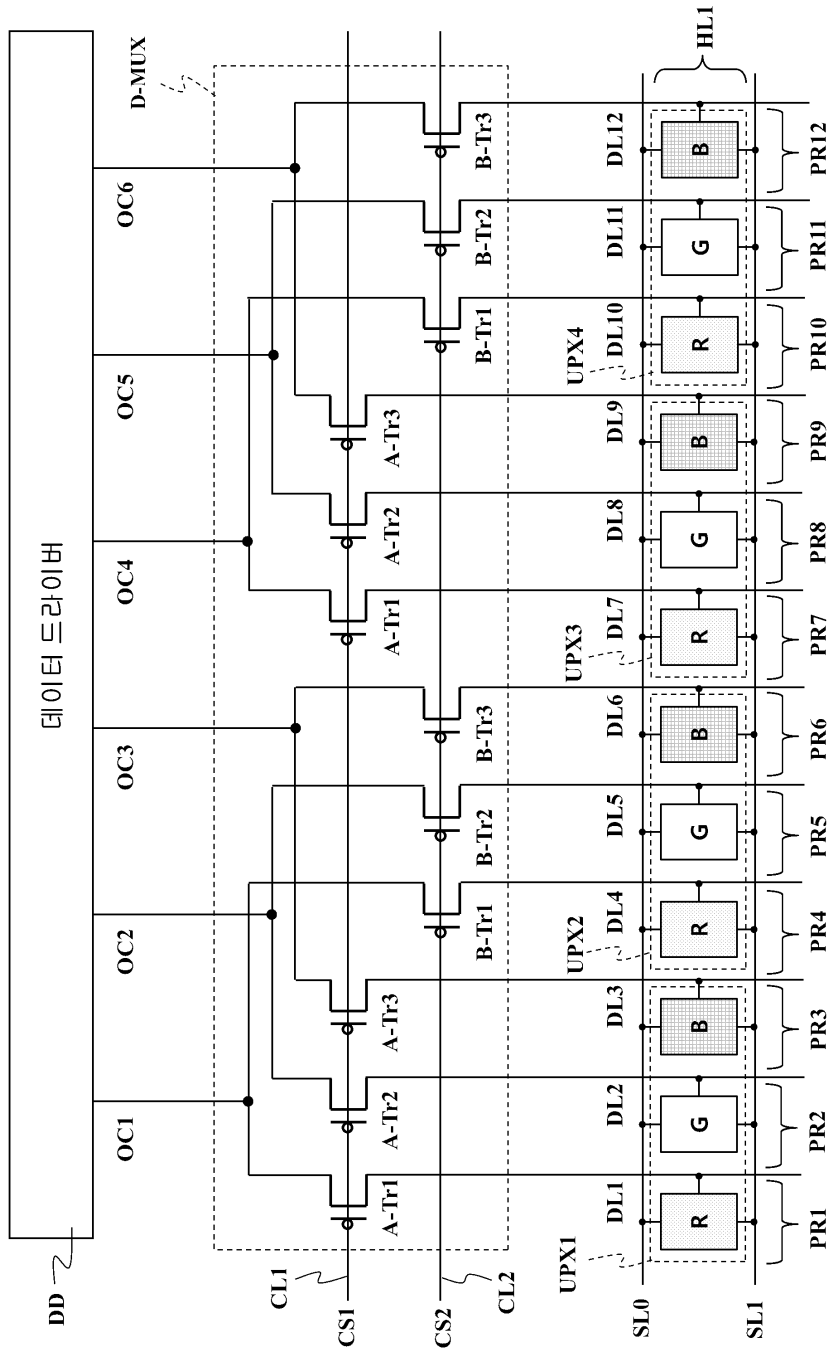 데이터 드라이버
DD
OC1 OC2 OC3 OC4 OC5 OC6
D-MUX
CL1
CS1
A-Tr1 A-Tr2 A-Tr3 A-Tr1 A-Tr2 A-Tr3
CS2
CL2
B-Tr1 B-Tr2 B-Tr3 B-Tr1 B-Tr2 B-Tr3
UPX1 UPX2 UPX3 UPX4
DL1 DL2 DL3 DL4 DL5 DL6 DL7 DL8 DL9 DL10 DL11 DL12
SL0
R G B R G B R G B R G B
HL1
SL1
PR1 PR2 PR3 PR4 PR5 PR6 PR7 PR8 PR9 PR10 PR11 PR12